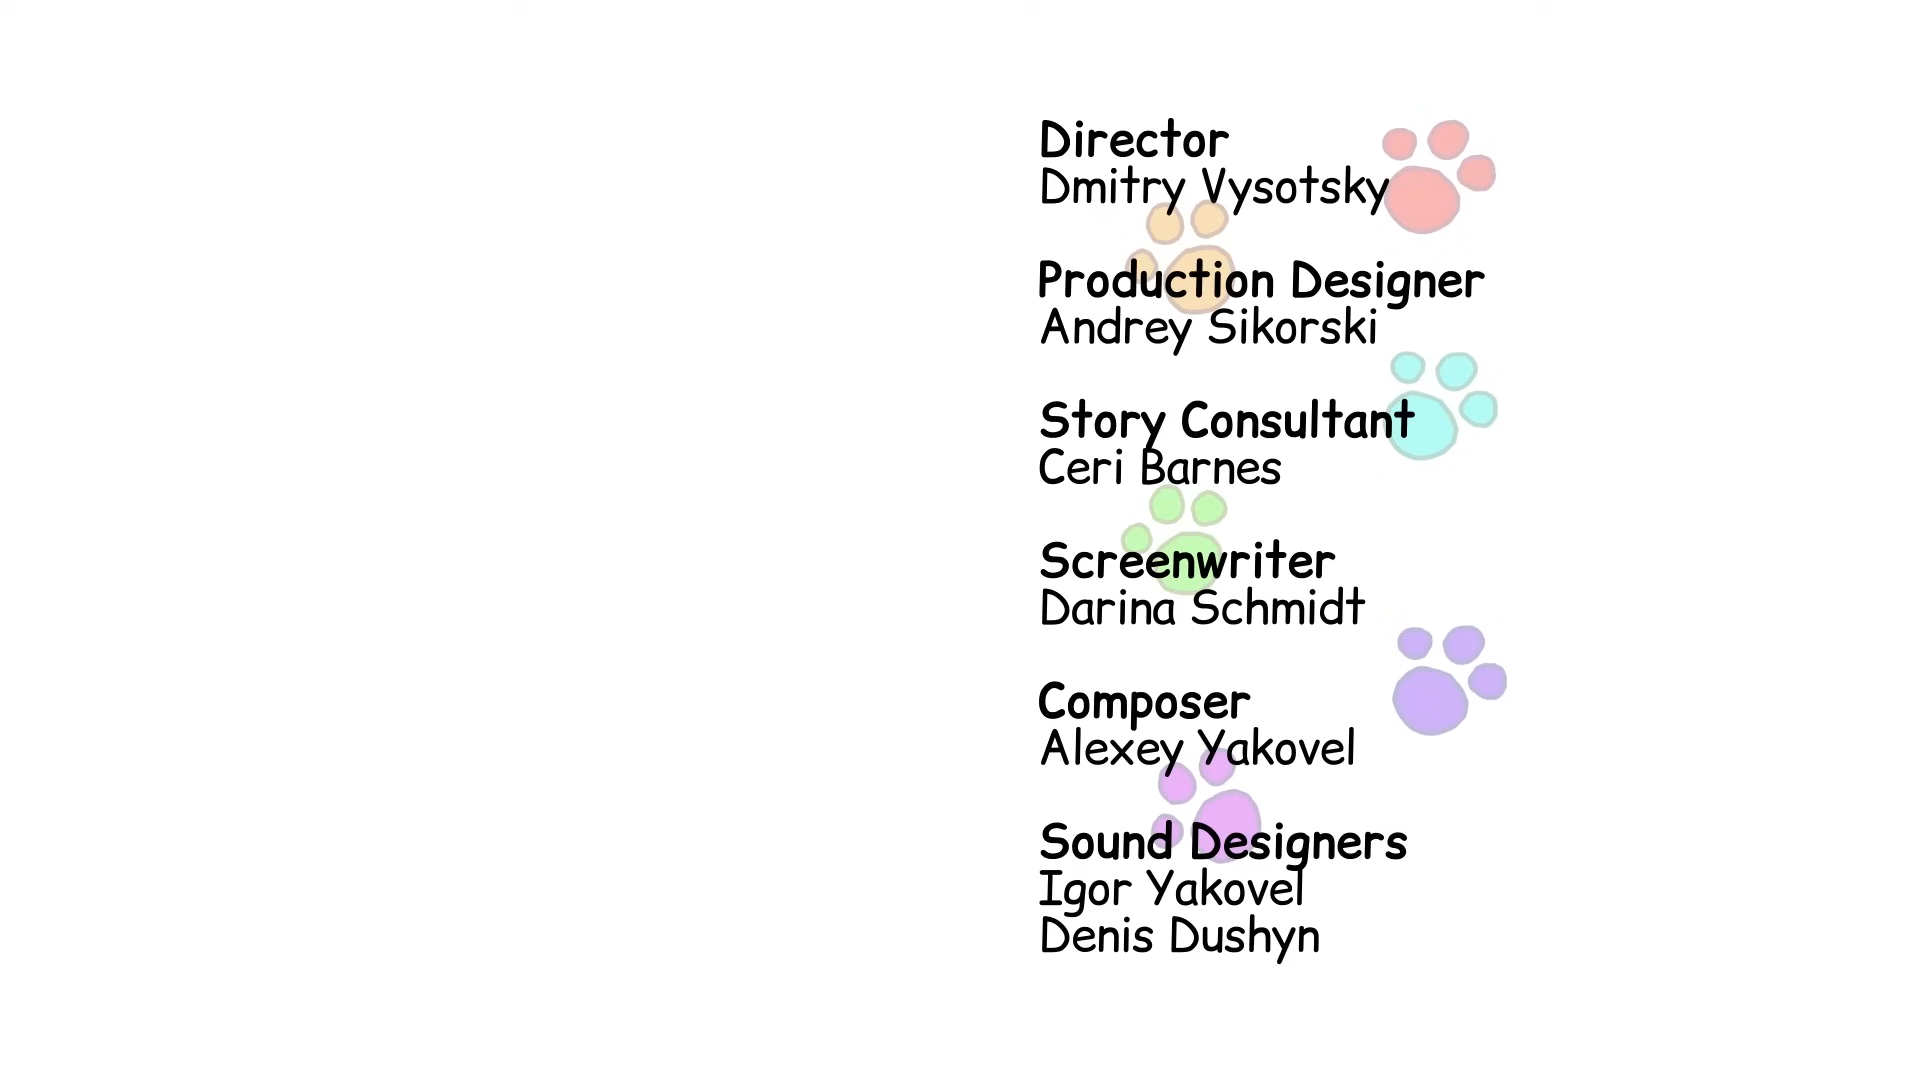 Director
Dmitry Vysotsky
Production Designer
Andrey Sikorski
Story Consultant
Ceri Barnes
Screenwriter
Darina Schmidt
Composer
Alexey Yakovel
Sound Designers
Igor Yakovel
Denis Dushyn